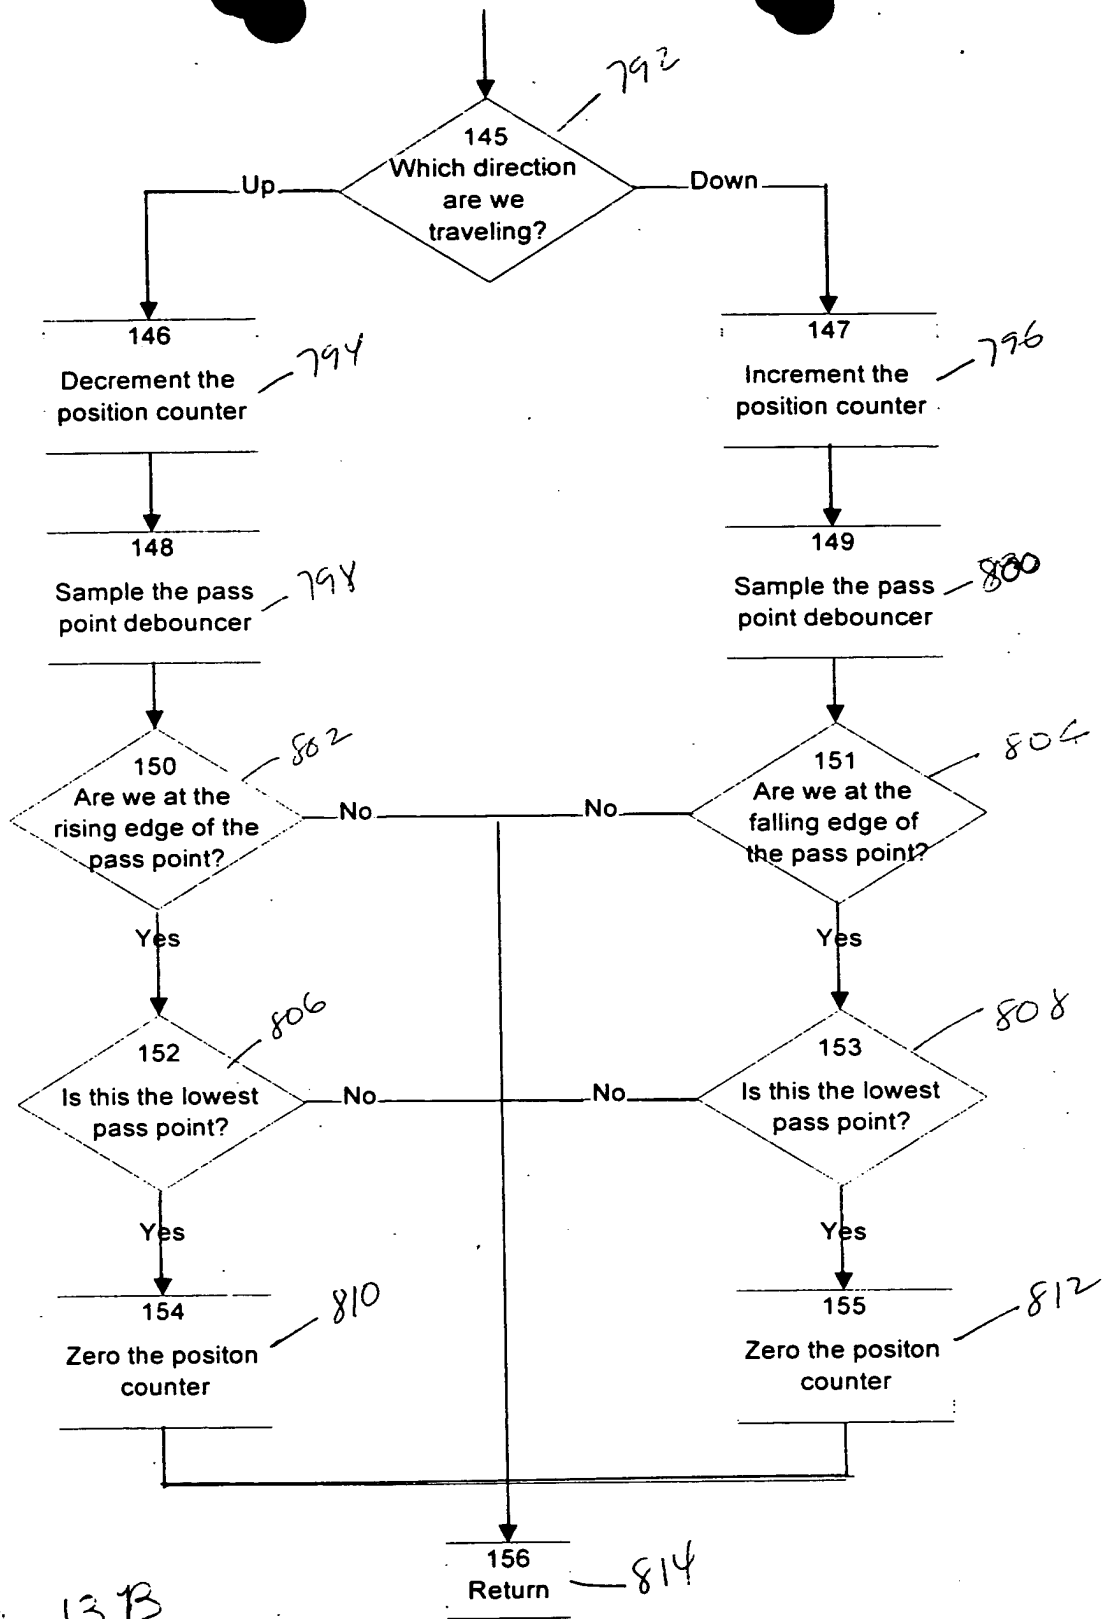 792
145
Which direction
are we
traveling?
Up
Down
146
Decrement the
position counter
794
147
Increment the
position counter
796
148
Sample the pass
point debouncer
798
149
Sample the pass
point debouncer
800
150
Are we at the
rising edge of the
pass point?
802
No
No
151
Are we at the
falling edge of
the pass point?
804
Yes
Yes
152
Is this the lowest
pass point?
806
No
No
153
Is this the lowest
pass point?
808
Yes
Yes
154
Zero the positon
counter
810
155
Zero the positon
counter
812
156
Return
814
13B